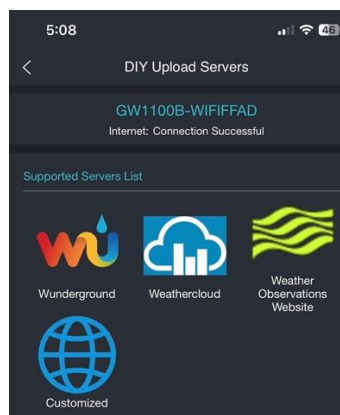 5:08
46
DIY Upload Servers
GW1100B-WIFIFFAD
Internet: Connection Successful
Supported Servers List
wu
Wunderground
Weathercloud
Weather
Observations
Website
Customized